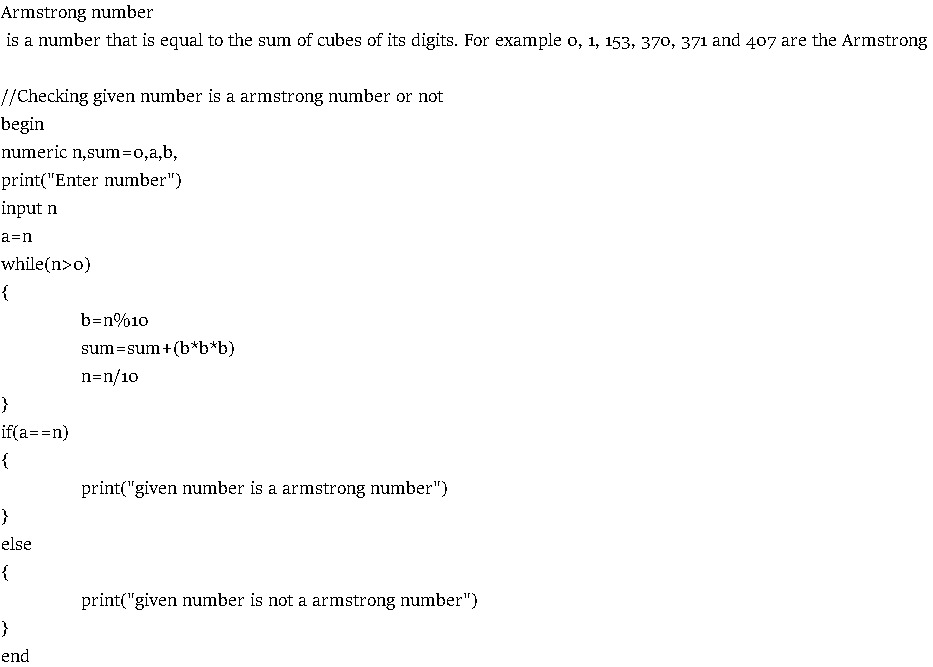 Armstrong number
is a number that is equal to the sum of cubes of its digits. For example 0, 1, 153, 370, 371 and 407 are the Armstrong
//Checking given number is a armstrong number or not
begin
numeric n,sum=0,a,b,
print("Enter number")
input n
a=n
while(n>0)
{
b=n%10
sum=sum+(b*b*b)
n=n/10
}
if(a==n)
{
print("given number is a armstrong number")
}
else
{
print("given number is not a armstrong number")
}
end